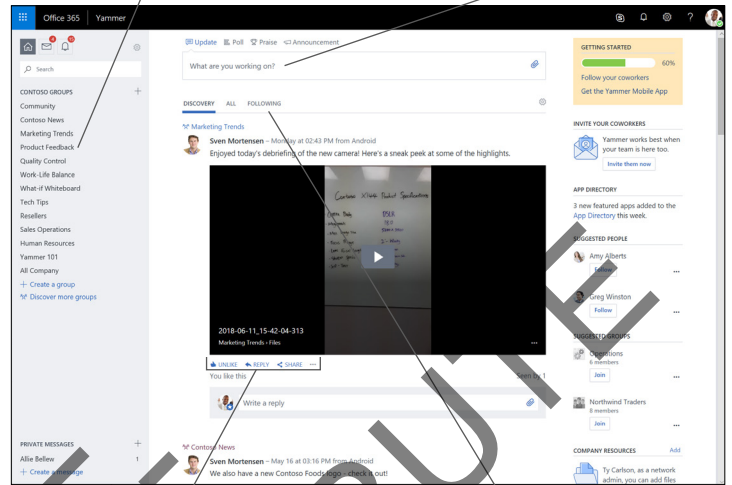 Office 365
Yammer
?
Update
Poll
Praise
Announcement
What are you working on?
Search
CONTOSO GROUPS
Community
Contoso News
Marketing Trends
Product Feedback
Quality Control
Work-Life Balance
What-if Whiteboard
Tech Tips
Resellers
Sales Operations
Human Resources
Yammer 101
All Company
+ Create a group
Discover more groups
PRIVATE MESSAGES
Allie Bellew 1
+ Create a message
DISCOVERY ALL FOLLOWING
Marketing Trends
Sven Mortensen – Monday at 02:43 PM from Android
Enjoyed today's debriefing of the new camera! Here's a sneak peek at some of the highlights.
Contoso
Product Specifications
2018-06-11_15-42-04-313
Marketing Trends • Files
UNLIKE REPLY SHARE
You like this
Seen by 1
Write a reply
Contoso News
Sven Mortensen – May 16 at 03:16 PM from Android
We also have a new Contoso Foods logo - check it out!
GETTING STARTED
60%
Follow your coworkers
Get the Yammer Mobile App
INVITE YOUR COWORKERS
Yammer works best when
your team is here too.
Invite them now
APP DIRECTORY
3 new featured apps added to the
App Directory this week.
SUGGESTED PEOPLE
Amy Alberts
Follow
Greg Winston
Follow
SUGGESTED GROUPS
Operations
6 members
Join
Northwind Traders
8 members
Join
COMPANY RESOURCES Add
Ty Carlson, as a network
admin, you can add files